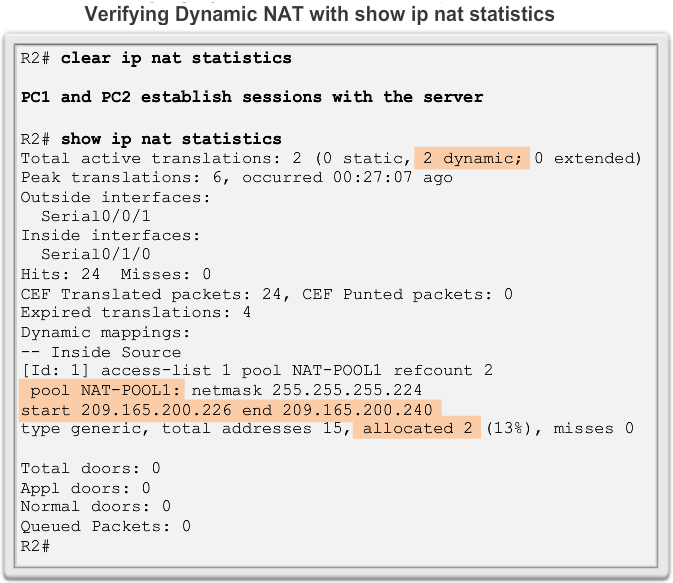 Verifying Dynamic NAT with show ip nat statistics
R2# clear ip nat statistics
PC1 and PC2 establish sessions with the server
R2# show ip nat statistics
Total active translations: 2 (0 static, 2 dynamic; 0 extended)
Peak translations: 6, occurred 00:27:07 ago
Outside interfaces:
  Serial0/0/1
Inside interfaces:
  Serial0/1/0
Hits: 24  Misses: 0
CEF Translated packets: 24, CEF Punted packets: 0
Expired translations: 4
Dynamic mappings:
-- Inside Source
[Id: 1] access-list 1 pool NAT-POOL1 refcount 2
 pool NAT-POOL1: netmask 255.255.255.224
start 209.165.200.226 end 209.165.200.240
type generic, total addresses 15, allocated 2 (13%), misses 0
Total doors: 0
Appl doors: 0
Normal doors: 0
Queued Packets: 0
R2#